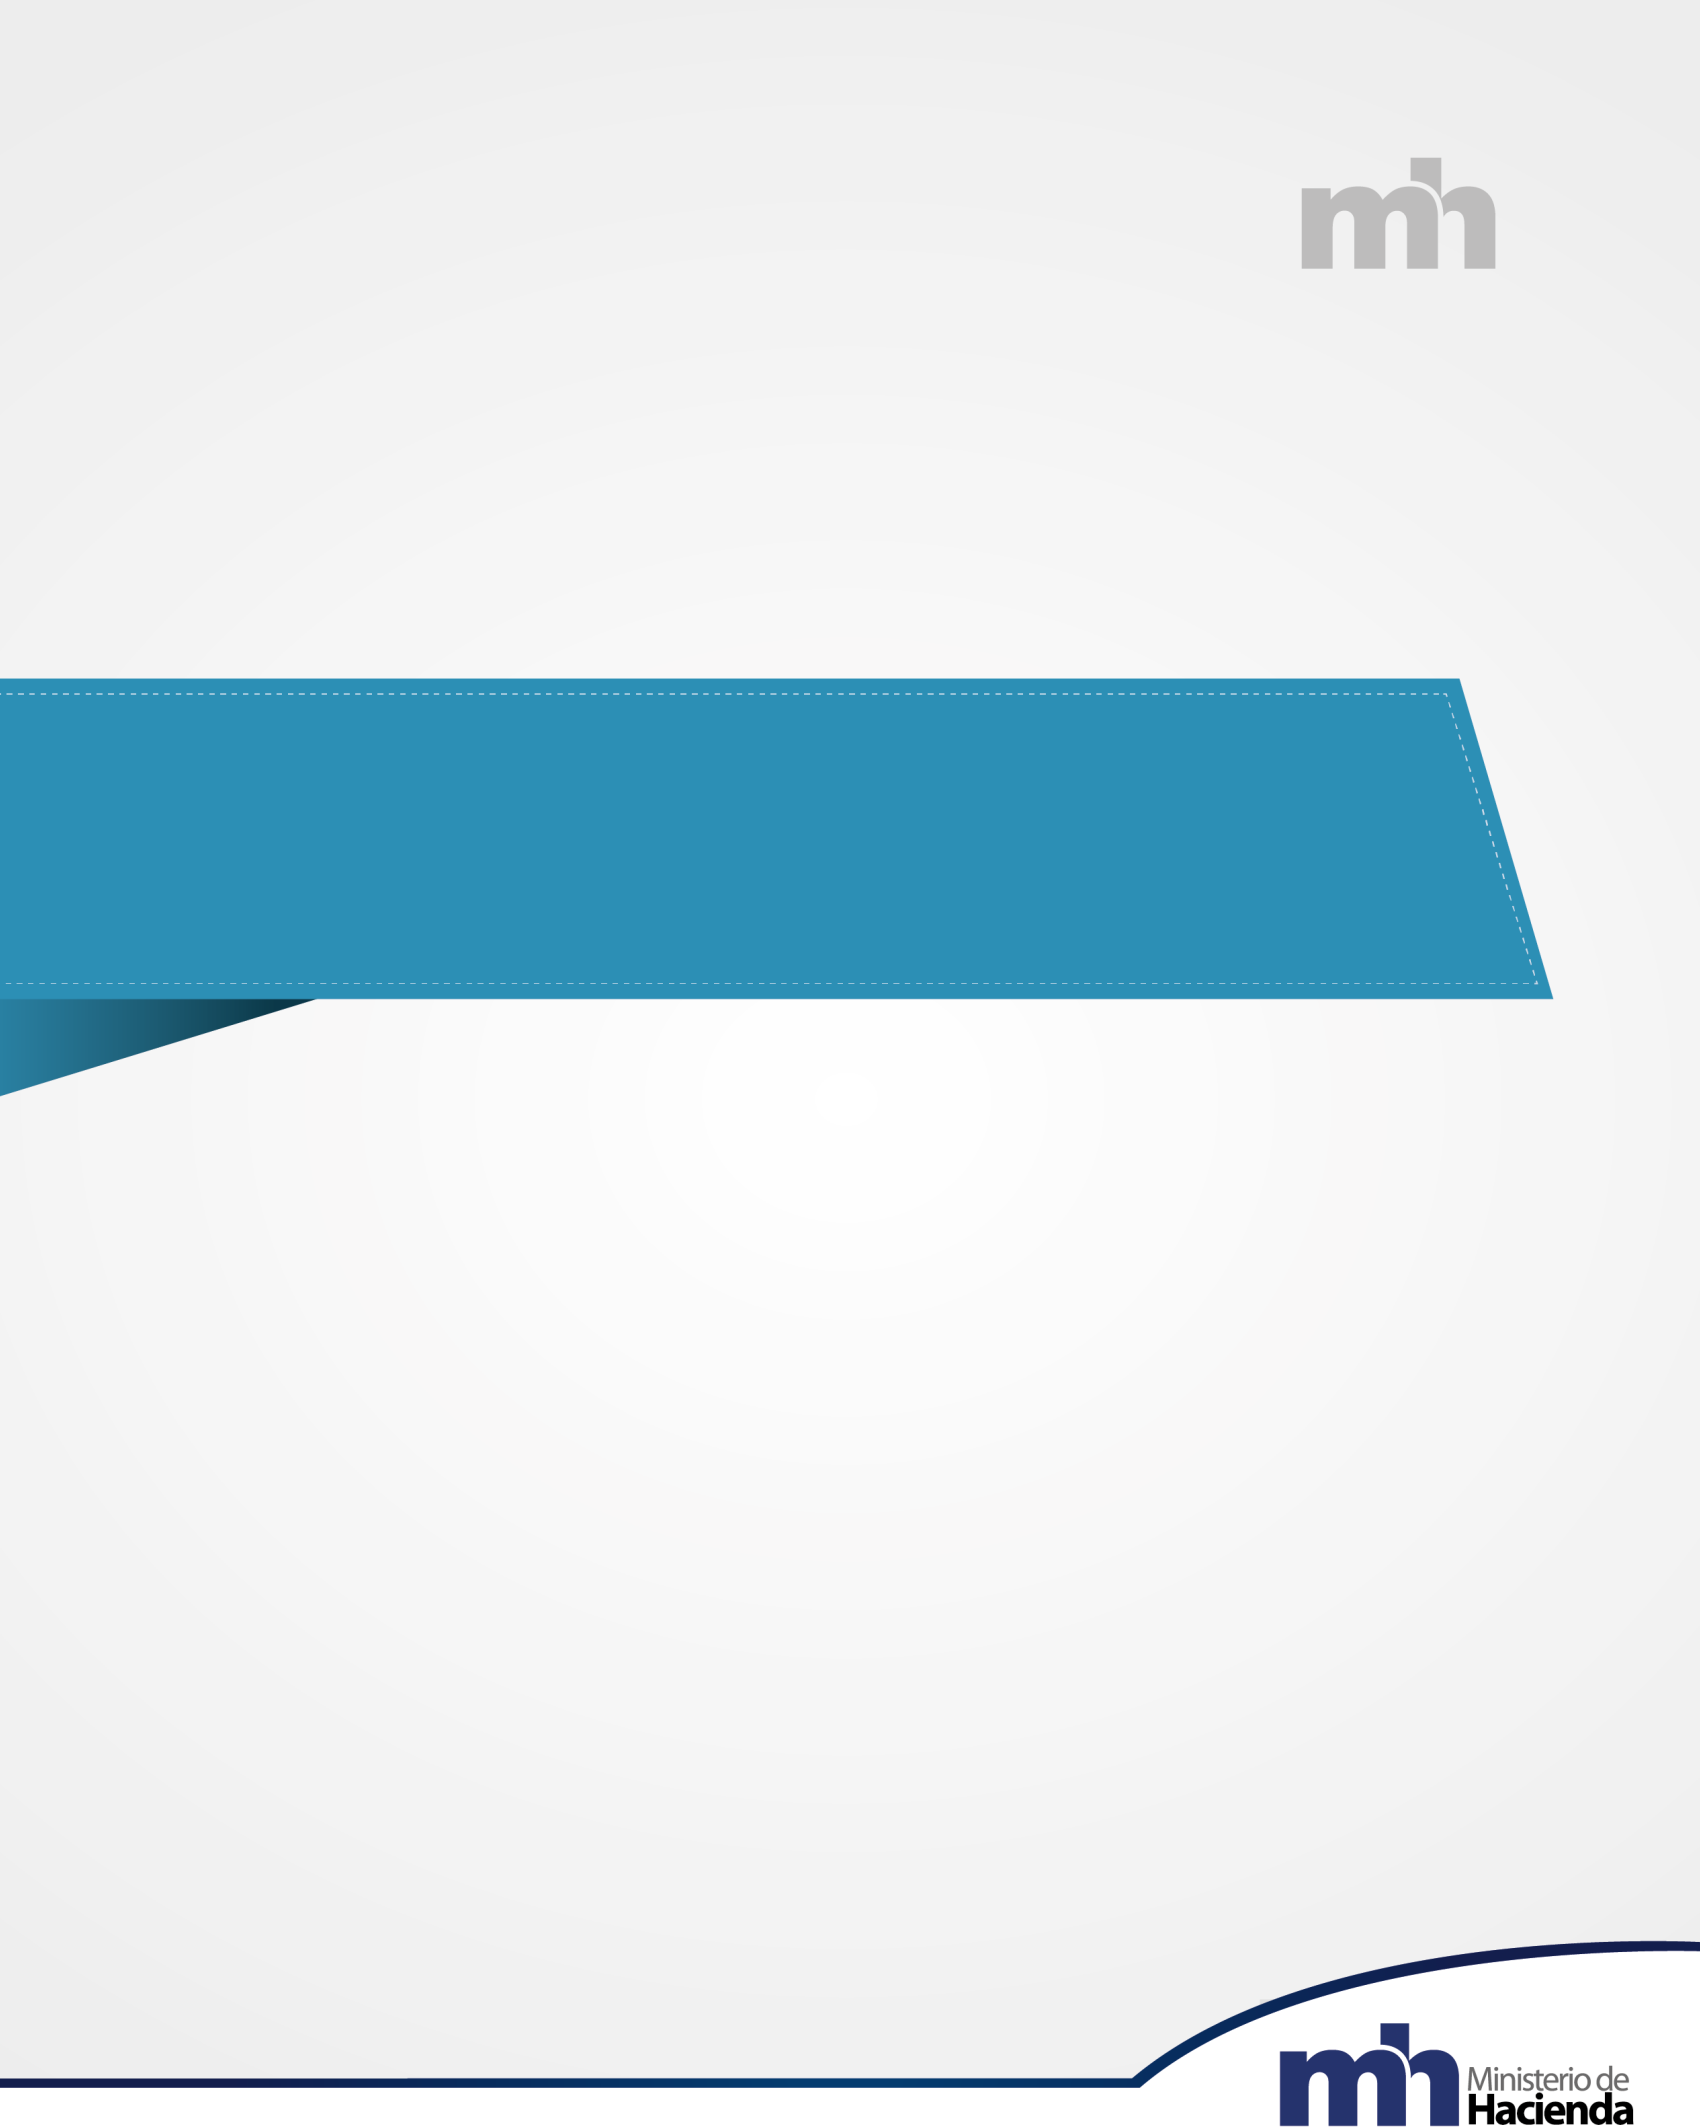 mh
mh
Ministerio de
Hacienda